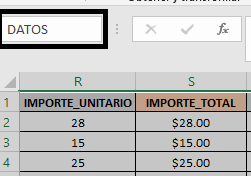 DATOS
fx
R S
1 IMPORTE_UNITARIO IMPORTE_TOTAL
2 28 $28.00
3 15 $15.00
4 25 $25.00